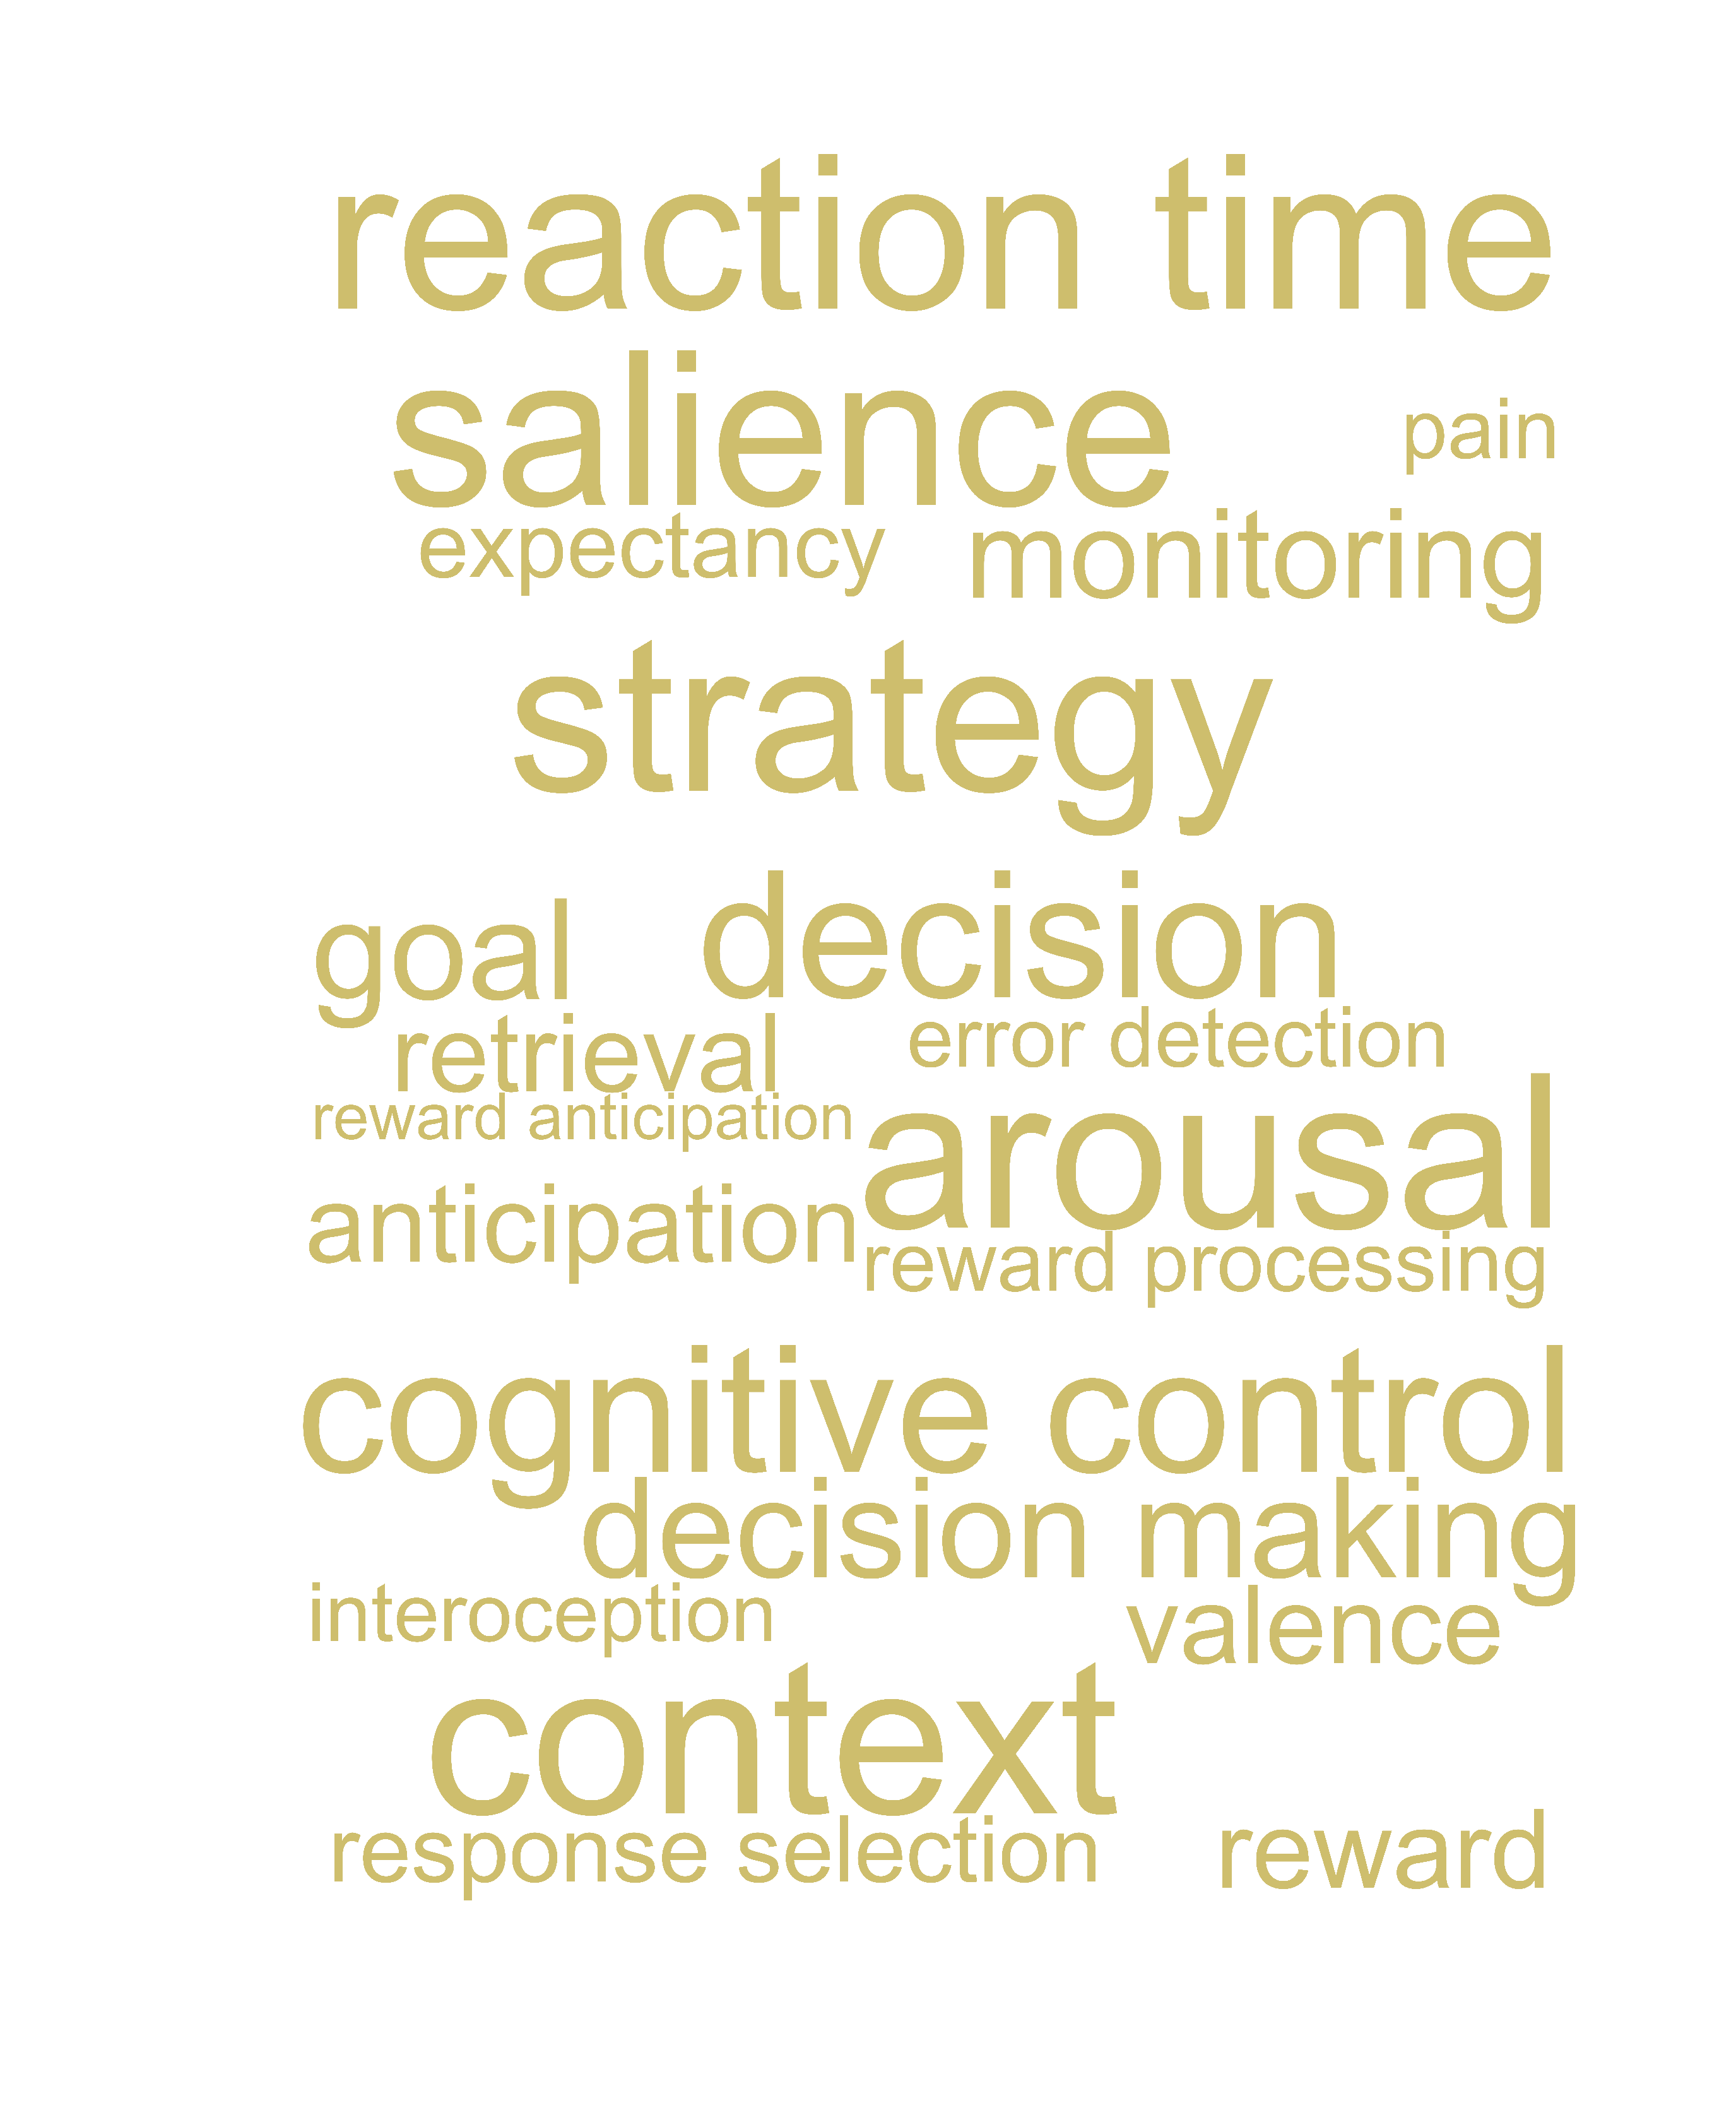 reaction time
salience
pain
expectancy
monitoring
strategy
decision
goal
retrieval
error detection
reward anticipation
arousal
anticipation
reward processing
cognitive control
decision making
interoception
valence
context
response selection
reward